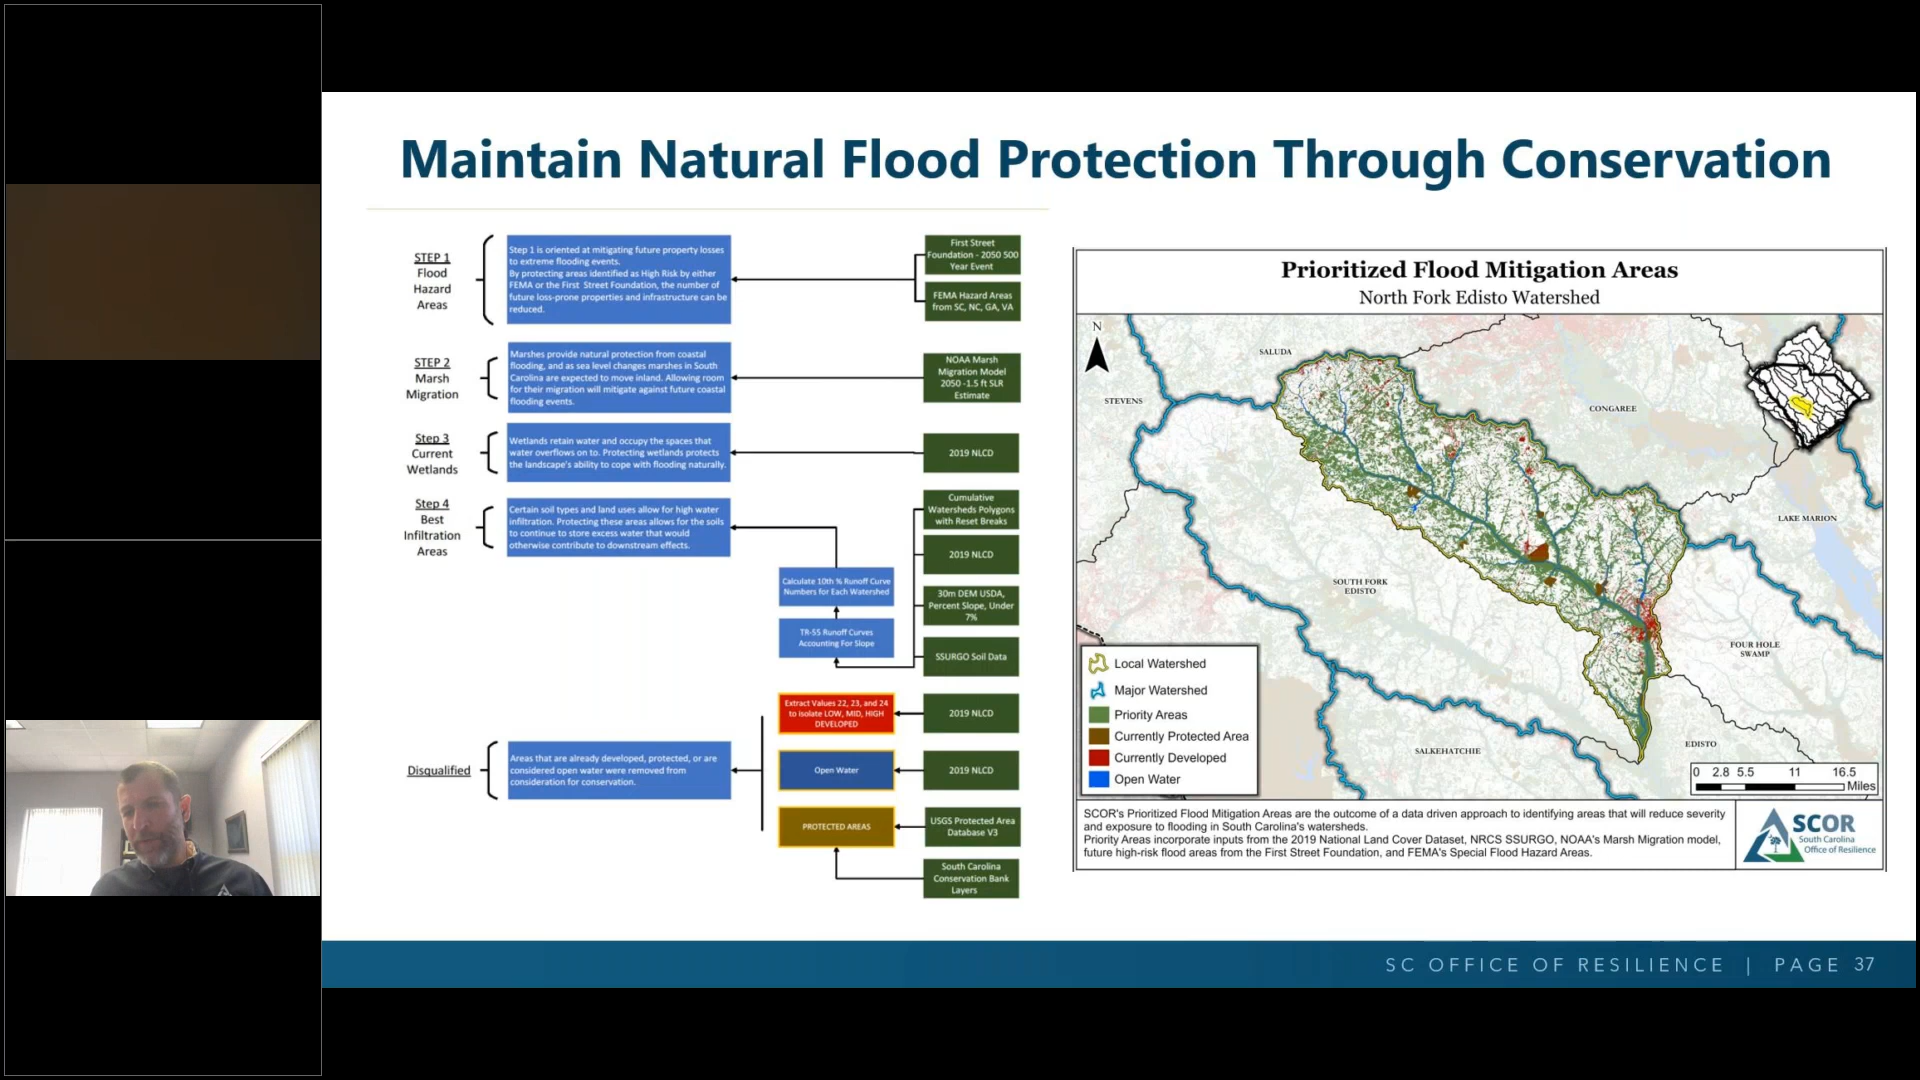 Maintain Natural Flood Protection Through Conservation
STEP 1
Flood
Hazard
Areas
Step 1 is oriented at mitigating future property losses
to extreme flooding events.
By protecting areas identified as High Risk by either
FEMA or the First Street Foundation, the number of
future loss-prone properties and infrastructure can be
reduced.
First Street
Foundation - 2050 500
Year Event
FEMA Hazard Areas
from SC, NC, GA, VA
STEP 2
Marsh
Migration
Marshes provide natural protection from coastal
flooding, and as sea level changes marshes in South
Carolina are expected to move inland. Allowing room
for their migration will mitigate against future coastal
flooding events.
NOAA Marsh
Migration Model
2050 -1.5 ft SLR
Estimate
Step 3
Current
Wetlands
Wetlands retain water and occupy the spaces that
water overflows on to. Protecting wetlands protects
the landscape's ability to cope with flooding naturally.
2019 NLCD
Step 4
Best
Infiltration
Areas
Certain soil types and land uses allow for high water
infiltration. Protecting these areas allows for the soils
to continue to store excess water that would
otherwise contribute to downstream effects.
Cumulative
Watersheds Polygons
with Reset Breaks
2019 NLCD
Calculate 10th % Runoff Curve
Numbers for Each Watershed
30m DEM USDA,
Percent Slope, Under
7%
TR-55 Runoff Curves
Accounting For Slope
SSURGO Soil Data
Extract Values 22, 23, and 24
to isolate LOW, MID, HIGH
DEVELOPED
2019 NLCD
Disqualified
Areas that are already developed, protected, or are
considered open water were removed from
consideration for conservation.
Open Water
2019 NLCD
PROTECTED AREAS
USGS Protected Area
Database V3
South Carolina
Conservation Bank
Layers
Prioritized Flood Mitigation Areas
North Fork Edisto Watershed
N
SALUDA
STEVENS
CONGAREE
LAKE MARION
SOUTH FORK
EDISTO
FOUR HOLE
SWAMP
SALKEHATCHIE
EDISTO
Local Watershed
Major Watershed
Priority Areas
Currently Protected Area
Currently Developed
Open Water
0 2.8 5.5 11 16.5
Miles
SCOR's Prioritized Flood Mitigation Areas are the outcome of a data driven approach to identifying areas that will reduce severity
and exposure to flooding in South Carolina's watersheds.
Priority Areas incorporate inputs from the 2019 National Land Cover Dataset, NRCS SSURGO, NOAA's Marsh Migration model,
future high-risk flood areas from the First Street Foundation, and FEMA's Special Flood Hazard Areas.
SCOR
South Carolina
Office of Resilience
SC OFFICE OF RESILIENCE | PAGE 37